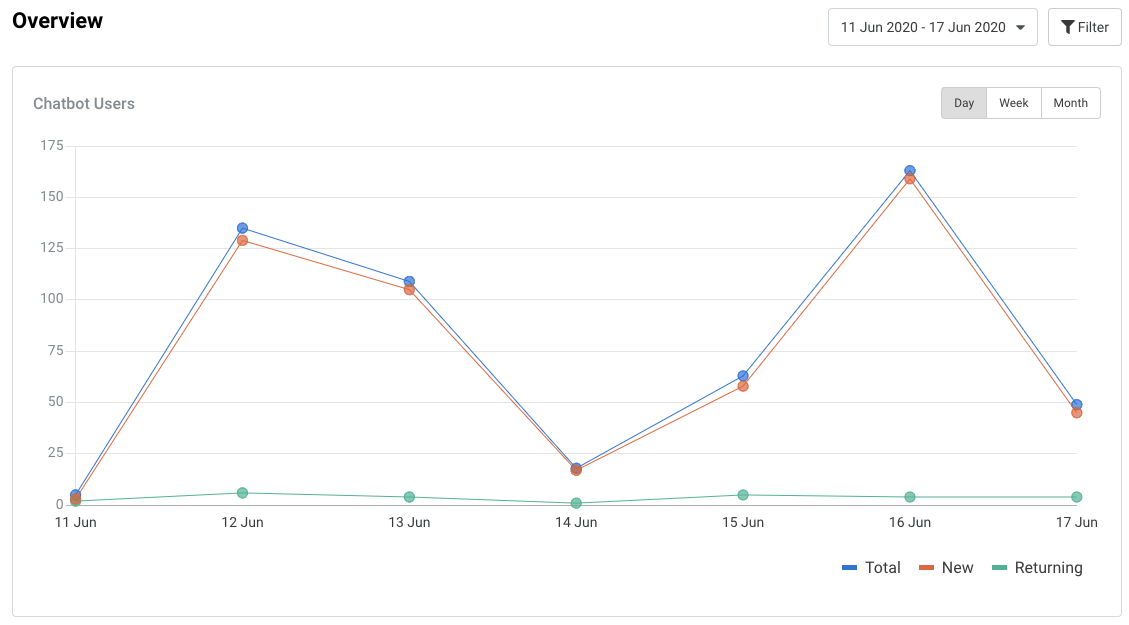 Overview
11 Jun 2020 - 17 Jun 2020
Filter
Chatbot Users
Day Week Month
175
150
125
100
75
50
25
0
11 Jun 12 Jun 13 Jun 14 Jun 15 Jun 16 Jun 17 Jun
Total New Returning